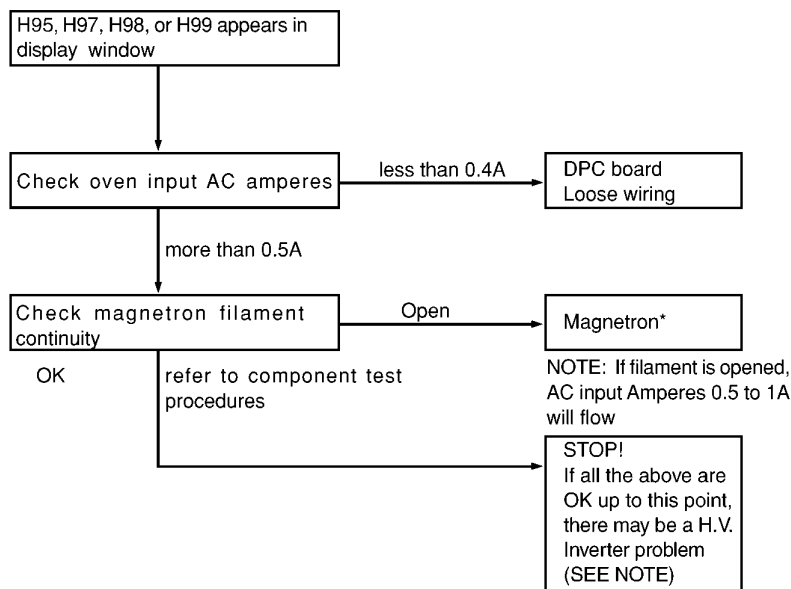 H95, H97, H98, or H99 appears in
display window
Check oven input AC amperes
less than 0.4A
DPC board
Loose wiring
more than 0.5A
Check magnetron filament
continuity
Open
Magnetron*
OK
refer to component test
procedures
NOTE: If filament is opened,
AC input Amperes 0.5 to 1A
will flow
STOP!
If all the above are
OK up to this point,
there may be a H.V.
Inverter problem
(SEE NOTE)